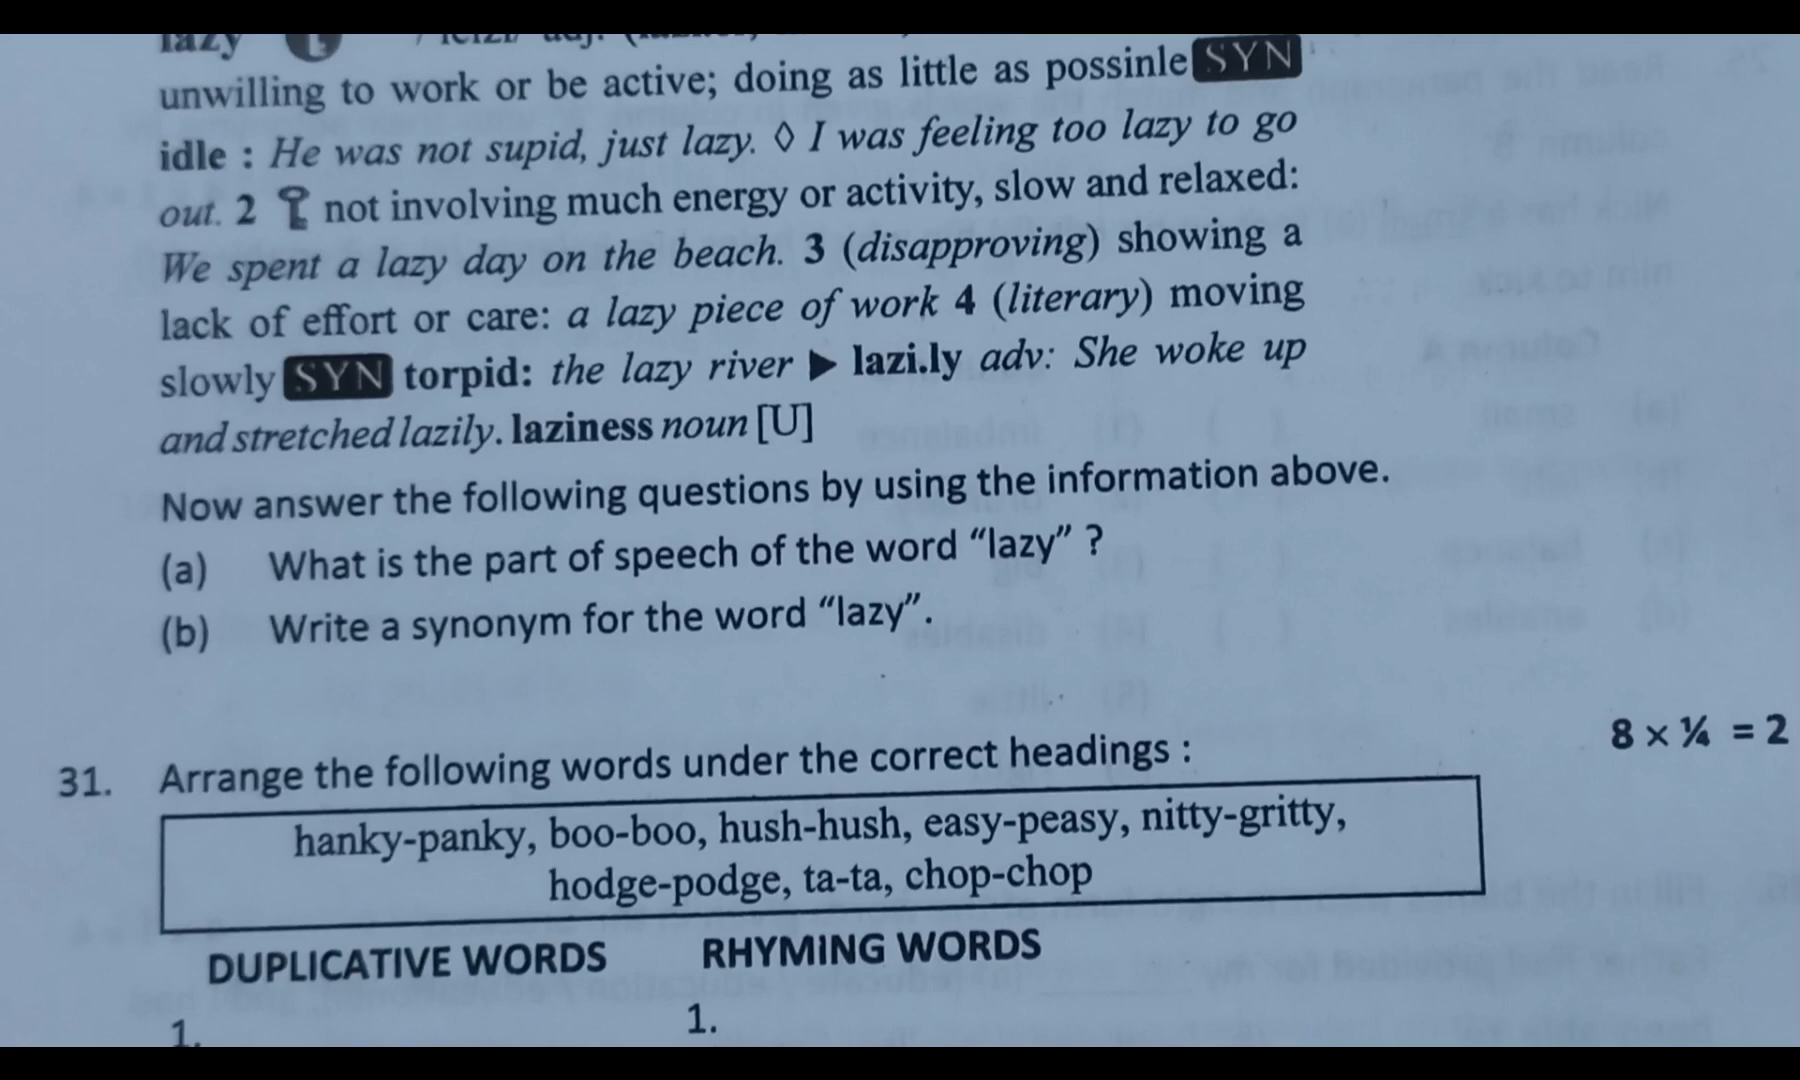 lazy adj.
unwilling to work or be active; doing as little as possinle SYN
idle : He was not supid, just lazy. ◊ I was feeling too lazy to go
out. 2 not involving much energy or activity, slow and relaxed:
We spent a lazy day on the beach. 3 (disapproving) showing a
lack of effort or care: a lazy piece of work 4 (literary) moving
slowly SYN torpid: the lazy river ▶ lazi.ly adv: She woke up
and stretched lazily. laziness noun [U]
Now answer the following questions by using the information above.
(a) What is the part of speech of the word “lazy” ?
(b) Write a synonym for the word “lazy”.
8 × ¼ = 2
31. Arrange the following words under the correct headings :
hanky-panky, boo-boo, hush-hush, easy-peasy, nitty-gritty,
hodge-podge, ta-ta, chop-chop
DUPLICATIVE WORDS RHYMING WORDS
1. 1.